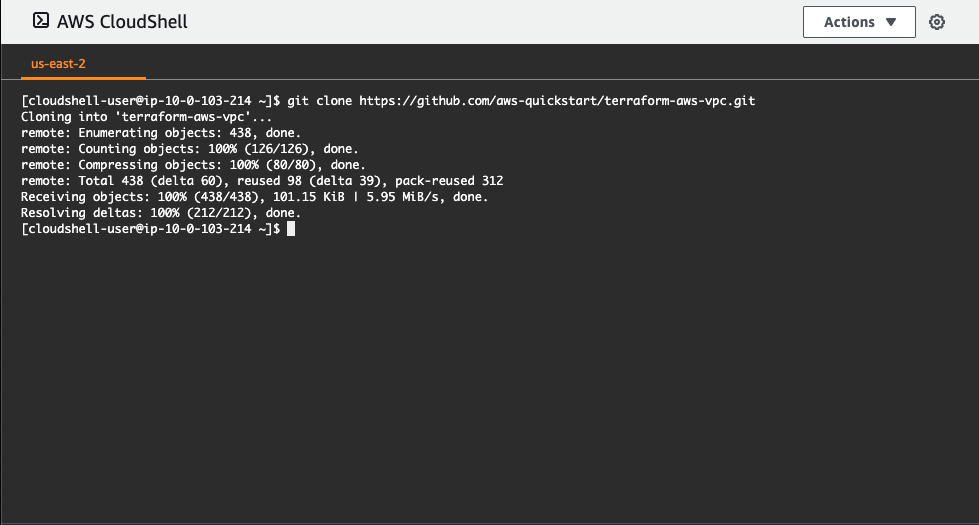 AWS CloudShell
Actions
us-east-2
[cloudshell-user@ip-10-0-103-214 ~]$ git clone https://github.com/aws-quickstart/terraform-aws-vpc.git
Cloning into 'terraform-aws-vpc'...
remote: Enumerating objects: 438, done.
remote: Counting objects: 100% (126/126), done.
remote: Compressing objects: 100% (80/80), done.
remote: Total 438 (delta 60), reused 98 (delta 39), pack-reused 312
Receiving objects: 100% (438/438), 101.15 KiB | 5.95 MiB/s, done.
Resolving deltas: 100% (212/212), done.
[cloudshell-user@ip-10-0-103-214 ~]$